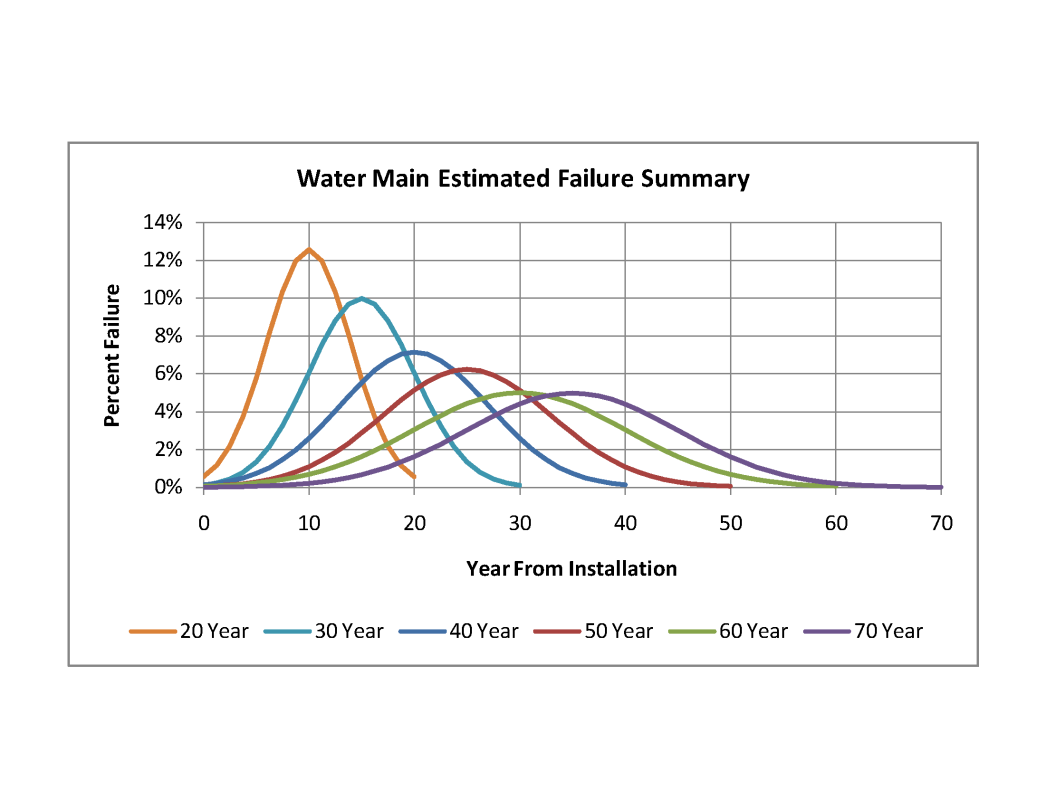 Water Main Estimated Failure Summary
14%
12%
10%
8%
6%
4%
2%
0%
Percent Failure
0 10 20 30 40 50 60 70
Year From Installation
20 Year 30 Year 40 Year 50 Year 60 Year 70 Year